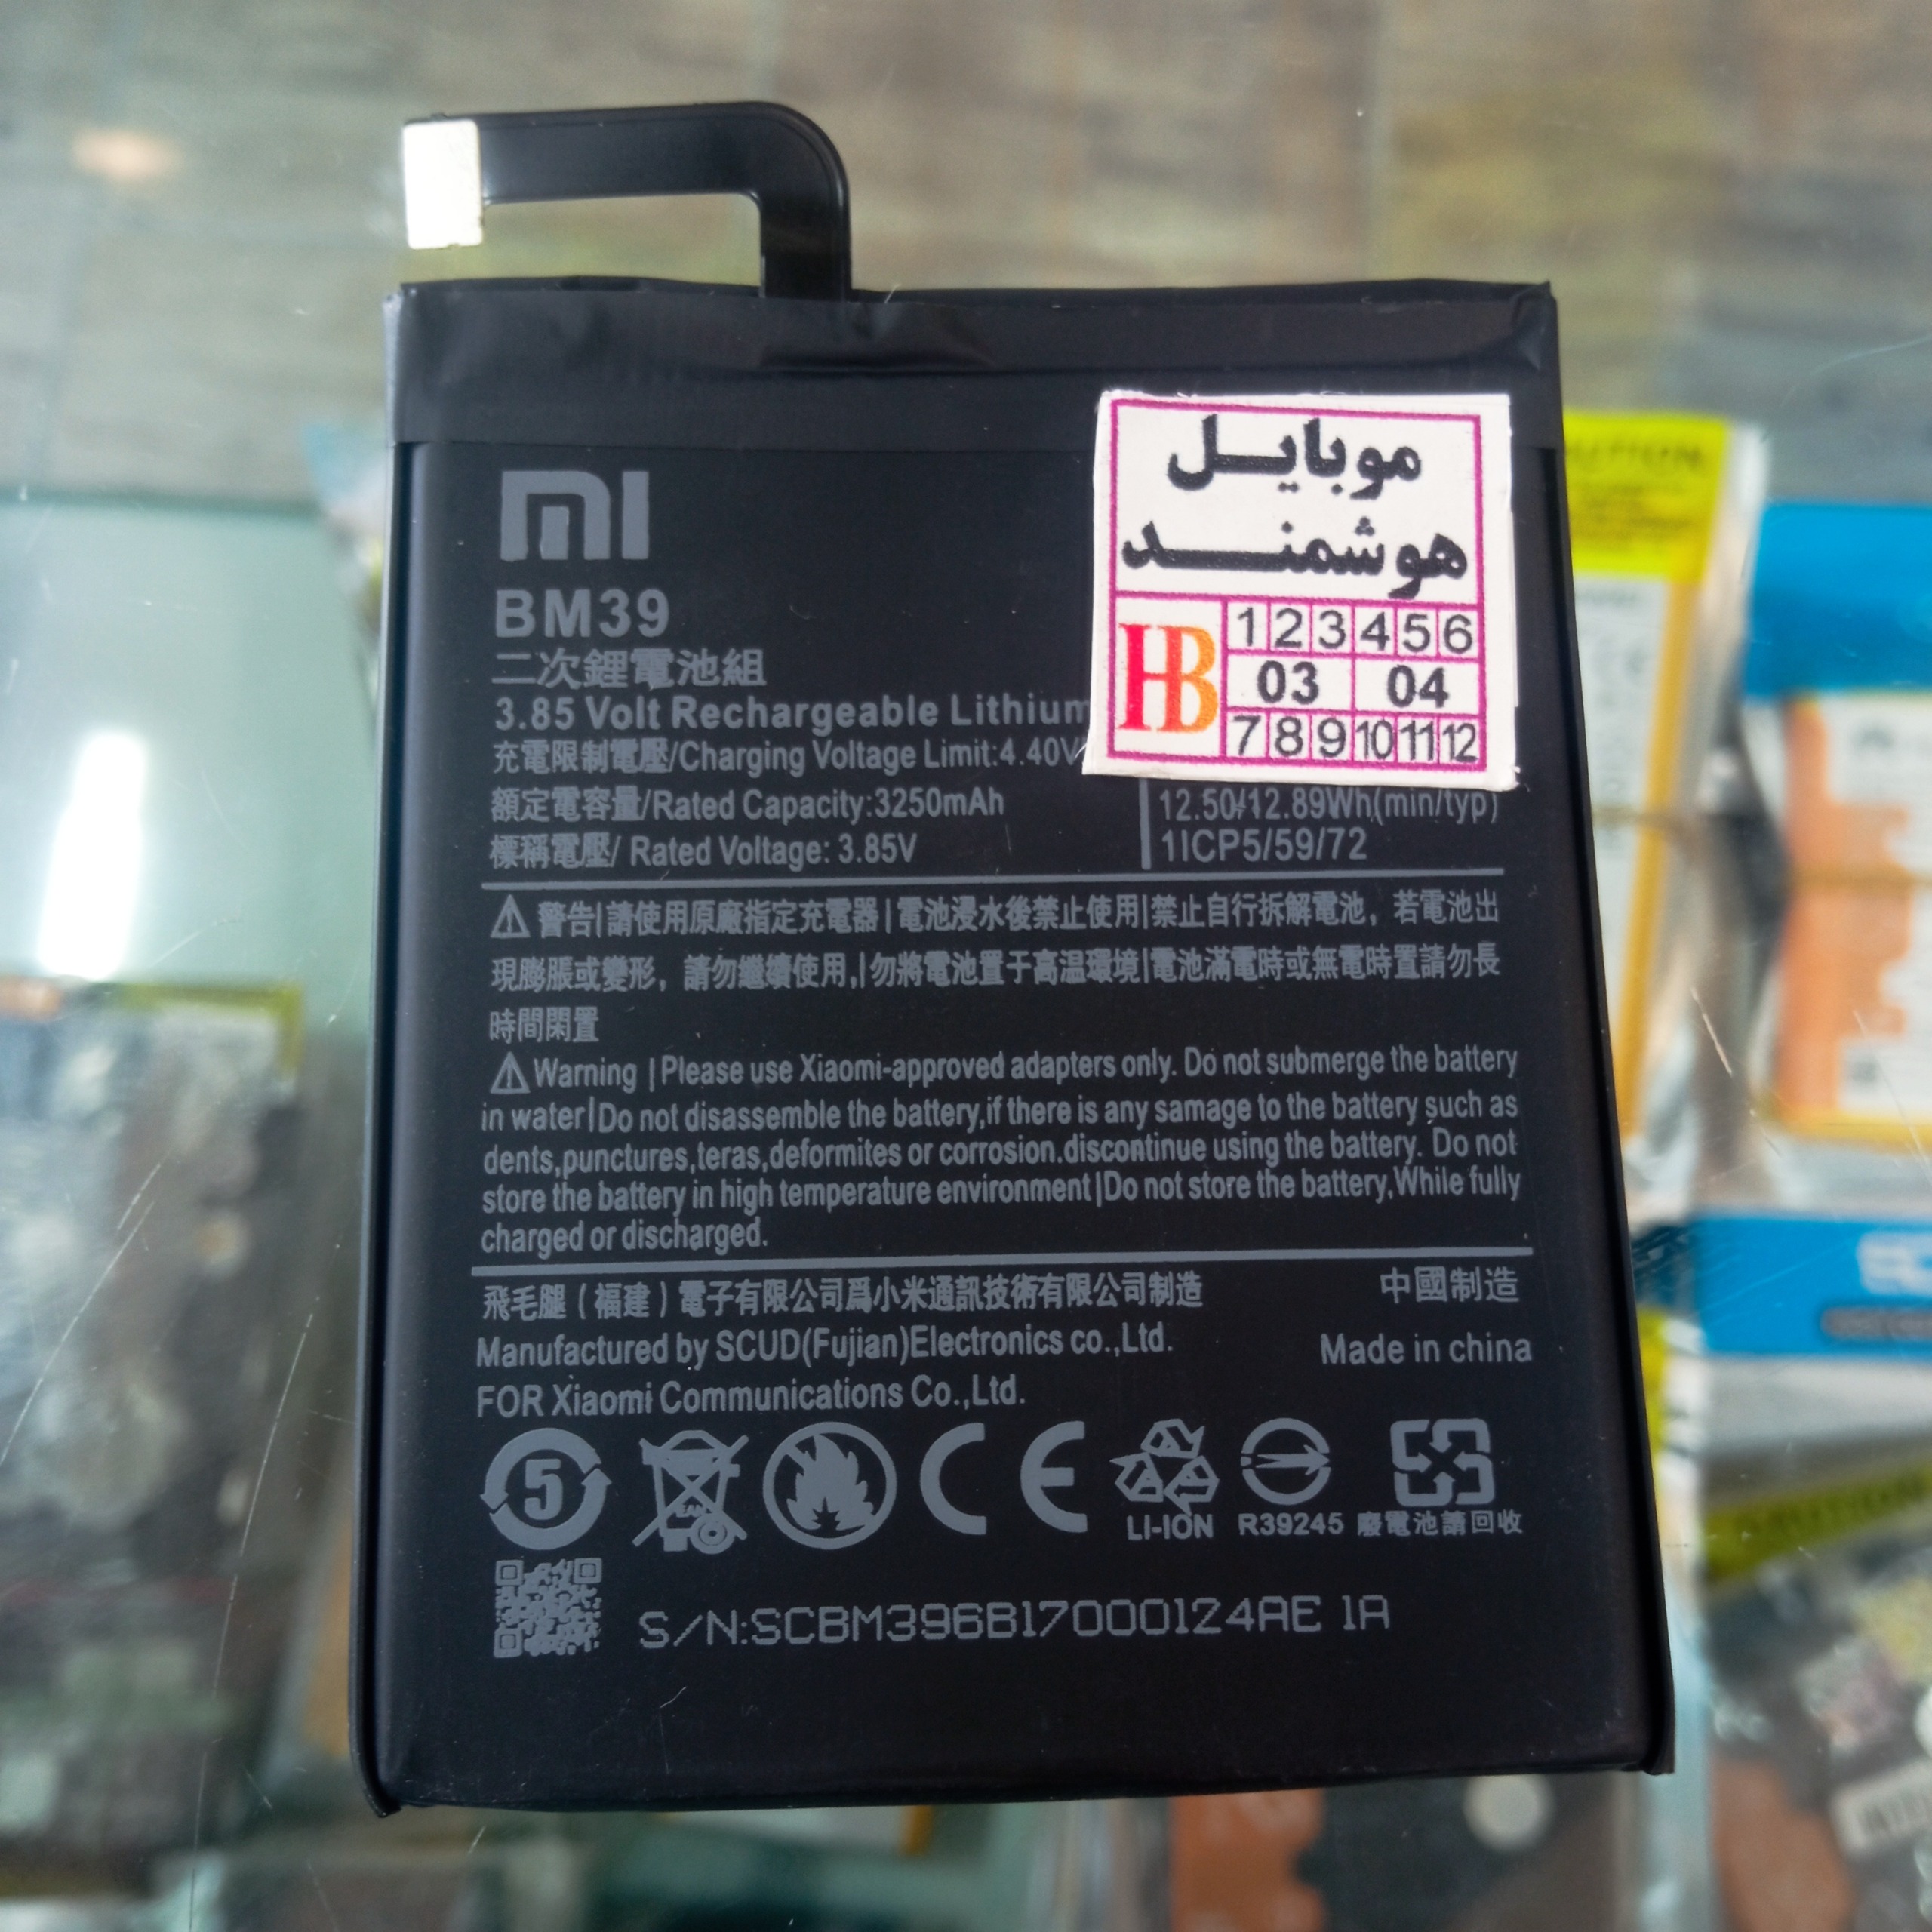 mi
BM39
二次鋰電池組
3.85 Volt Rechargeable Lithium
充電限制電壓/Charging Voltage Limit:4.40V
額定電容量/Rated Capacity:3250mAh
12.50/12.89Wh(min/typ)
標稱電壓/ Rated Voltage: 3.85V
1ICP5/59/72
موبایل
هوشمند
HB
1 2 3 4 5 6
03 04
7 8 9 10 11 12
警告|請使用原廠指定充電器|電池浸水後禁止使用|禁止自行拆解電池，若電池出
現膨脹或變形，請勿繼續使用,|勿將電池置于高温環境|電池滿電時或無電時置請勿長
時間閑置
Warning |Please use Xiaomi-approved adapters only. Do not submerge the battery
in water|Do not disassemble the battery,if there is any samage to the battery such as
dents,punctures,teras,deformites or corrosion.discontinue using the battery. Do not
store the battery in high temperature environment|Do not store the battery,While fully
charged or discharged.
飛毛腿（福建）電子有限公司爲小米通訊技術有限公司制造
中國制造
Manufactured by SCUD(Fujian)Electronics co.,Ltd.
Made in china
FOR Xiaomi Communications Co.,Ltd.
5
CE
LI-ION
R39245
廢電池請回收
S/N:SCBM396B17000124AE 1A